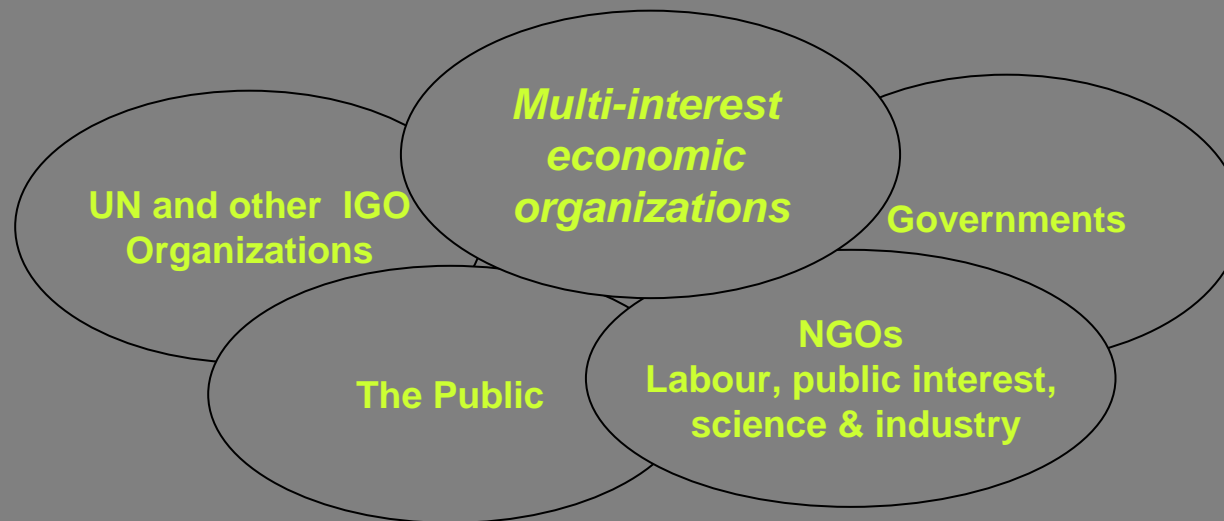 Multi-interest
economic
organizations
UN and other  IGO
Organizations
Governments
The Public
NGOs
Labour, public interest,
science & industry